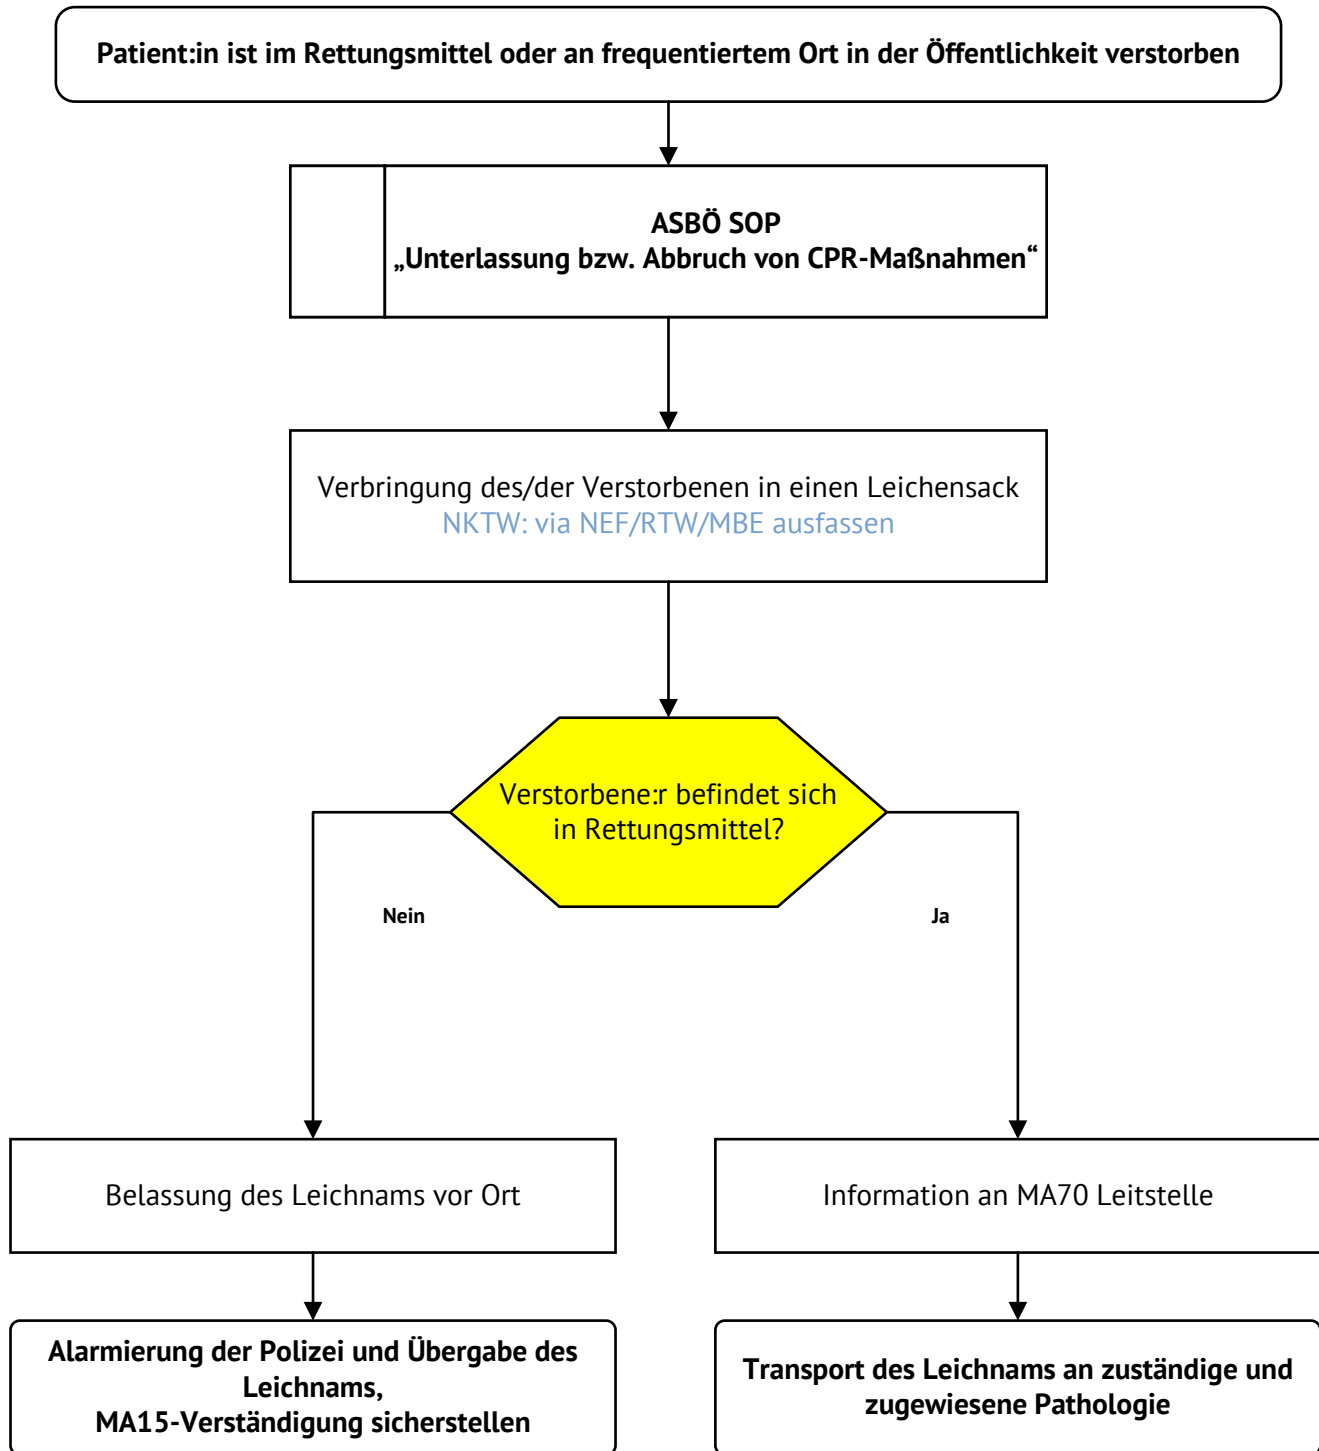 Patient:in ist im Rettungsmittel oder an frequentiertem Ort in der Öffentlichkeit verstorben
ASBÖ SOP
„Unterlassung bzw. Abbruch von CPR-Maßnahmen“
Verbringung des/der Verstorbenen in einen Leichensack
NKTW: via NEF/RTW/MBE ausfassen
Verstorbene:r befindet sich
in Rettungsmittel?
Nein
Ja
Belassung des Leichnams vor Ort
Information an MA70 Leitstelle
Alarmierung der Polizei und Übergabe des
Leichnams,
MA15-Verständigung sicherstellen
Transport des Leichnams an zuständige und
zugewiesene Pathologie